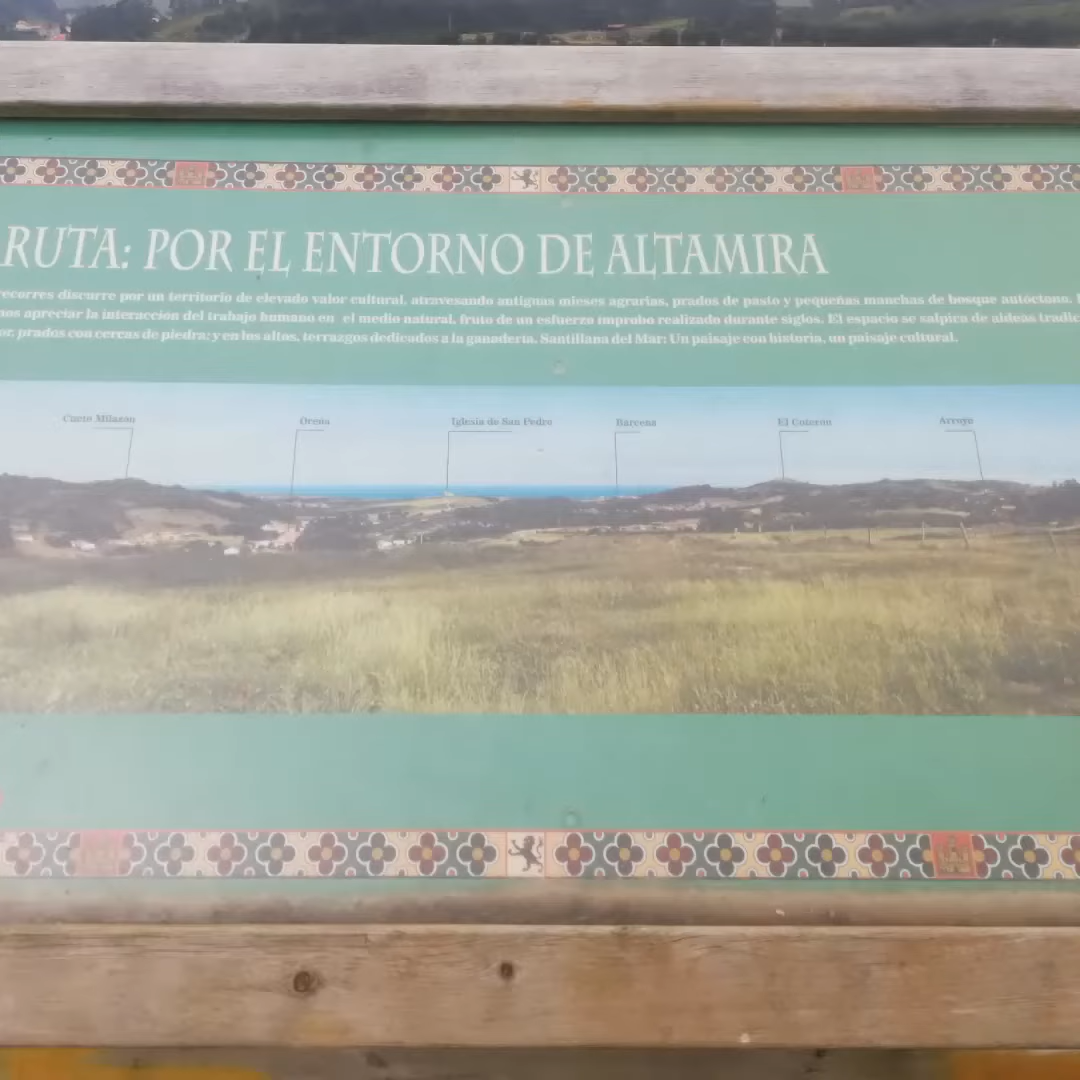 RUTA: POR EL ENTORNO DE ALTAMIRA
recorres discurre por un territorio de elevado valor cultural, atravesando antiguas mieses agrarias, prados de pasto y pequeñas manchas de bosque autóctono.
mos apreciar la interacción del trabajo humano en el medio natural, fruto de un esfuerzo ímprobo realizado durante siglos. El espacio se salpica de aldeas tradic
or, prados con cercas de piedra; y en los altos, terrazgos dedicados a la ganadería. Santillana del Mar: Un paisaje con historia, un paisaje cultural.
Cueto Milazón Oreña Iglesia de San Pedro Barcena El Coterón Arroyo